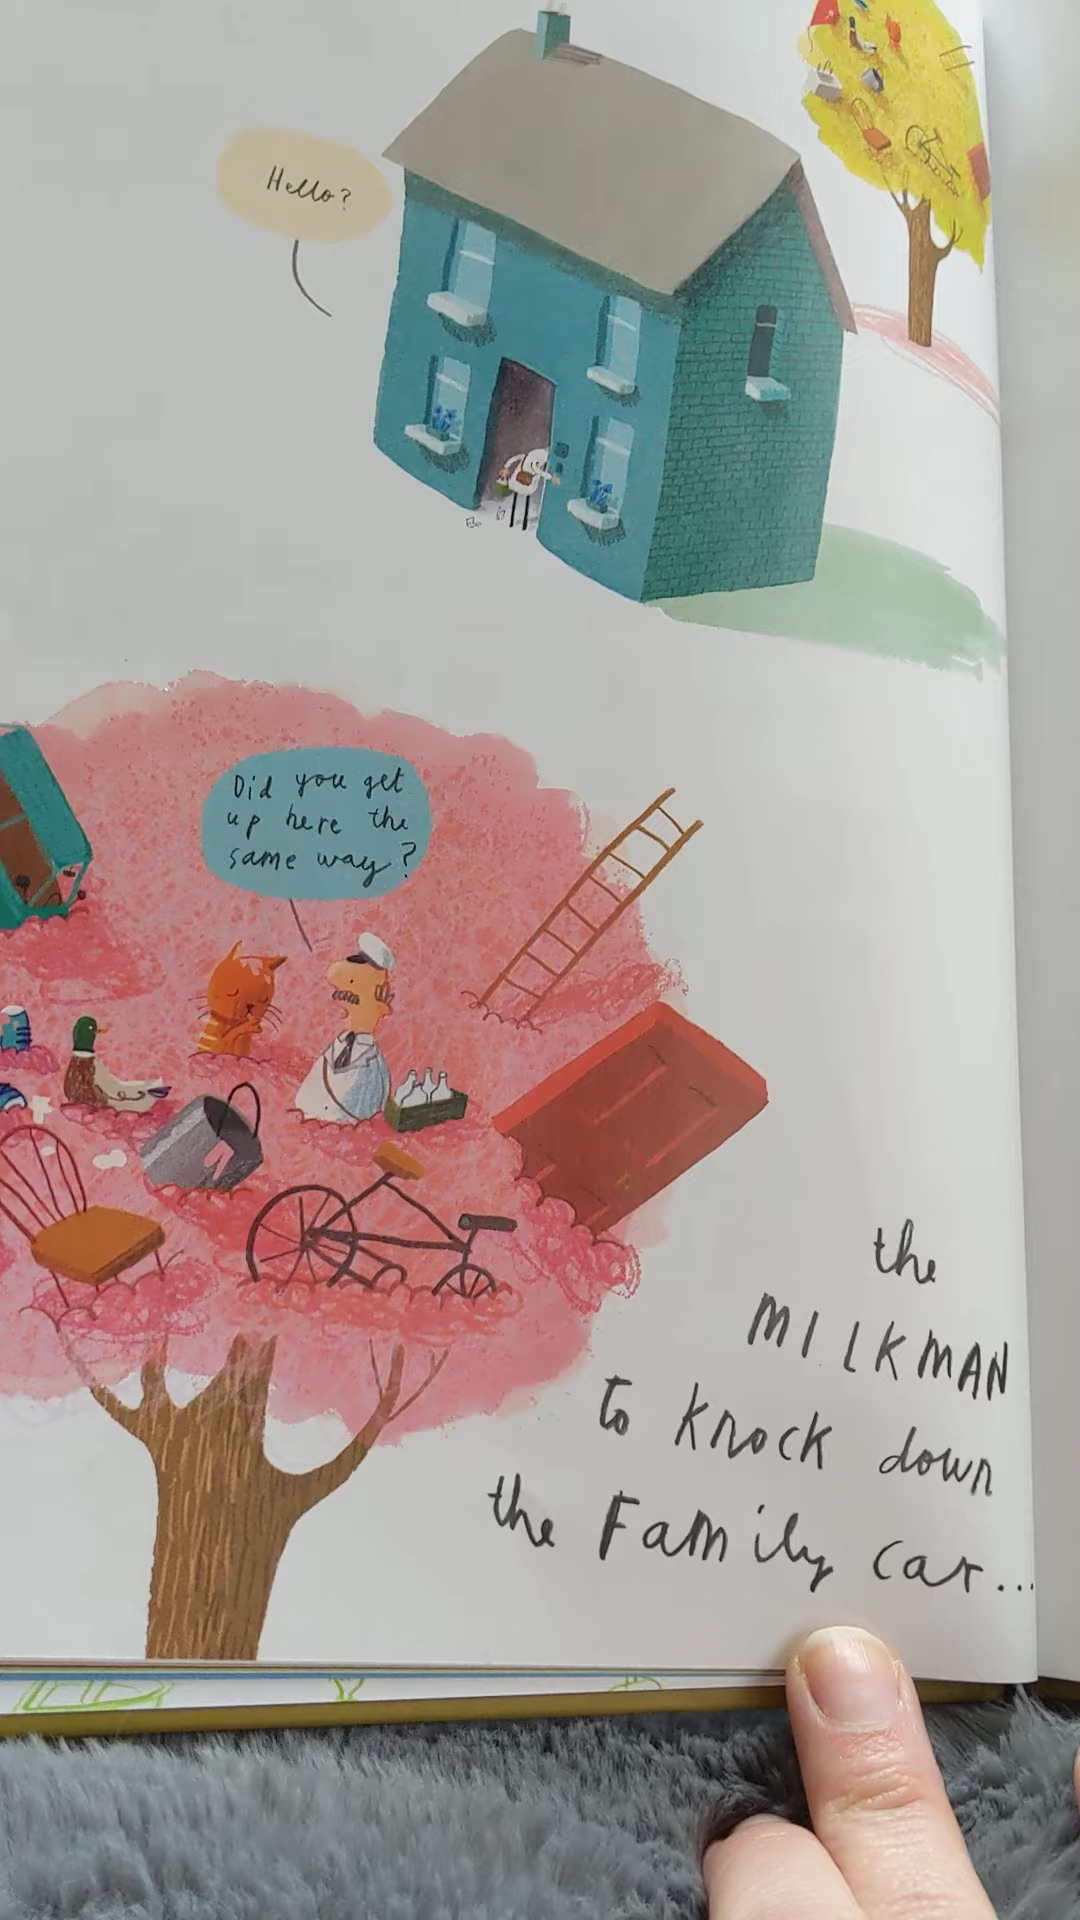 Hello?
Did you get
up here the
same way?
the
MILKMAN
to knock down
the Family car...